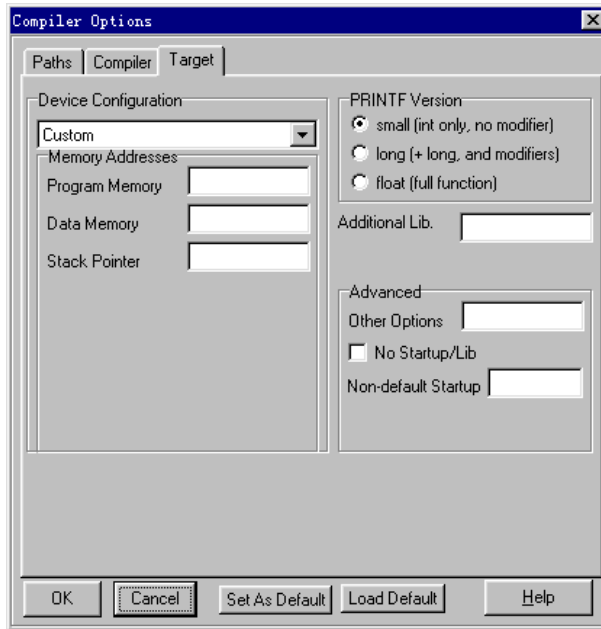 Compiler Options
Paths Compiler Target
Device Configuration
Custom
Memory Addresses
Program Memory
Data Memory
Stack Pointer
PRINTF Version
small (int only, no modifier)
long (+ long, and modifiers)
float (full function)
Additional Lib.
Advanced
Other Options
No Startup/Lib
Non-default Startup
OK Cancel Set As Default Load Default Help